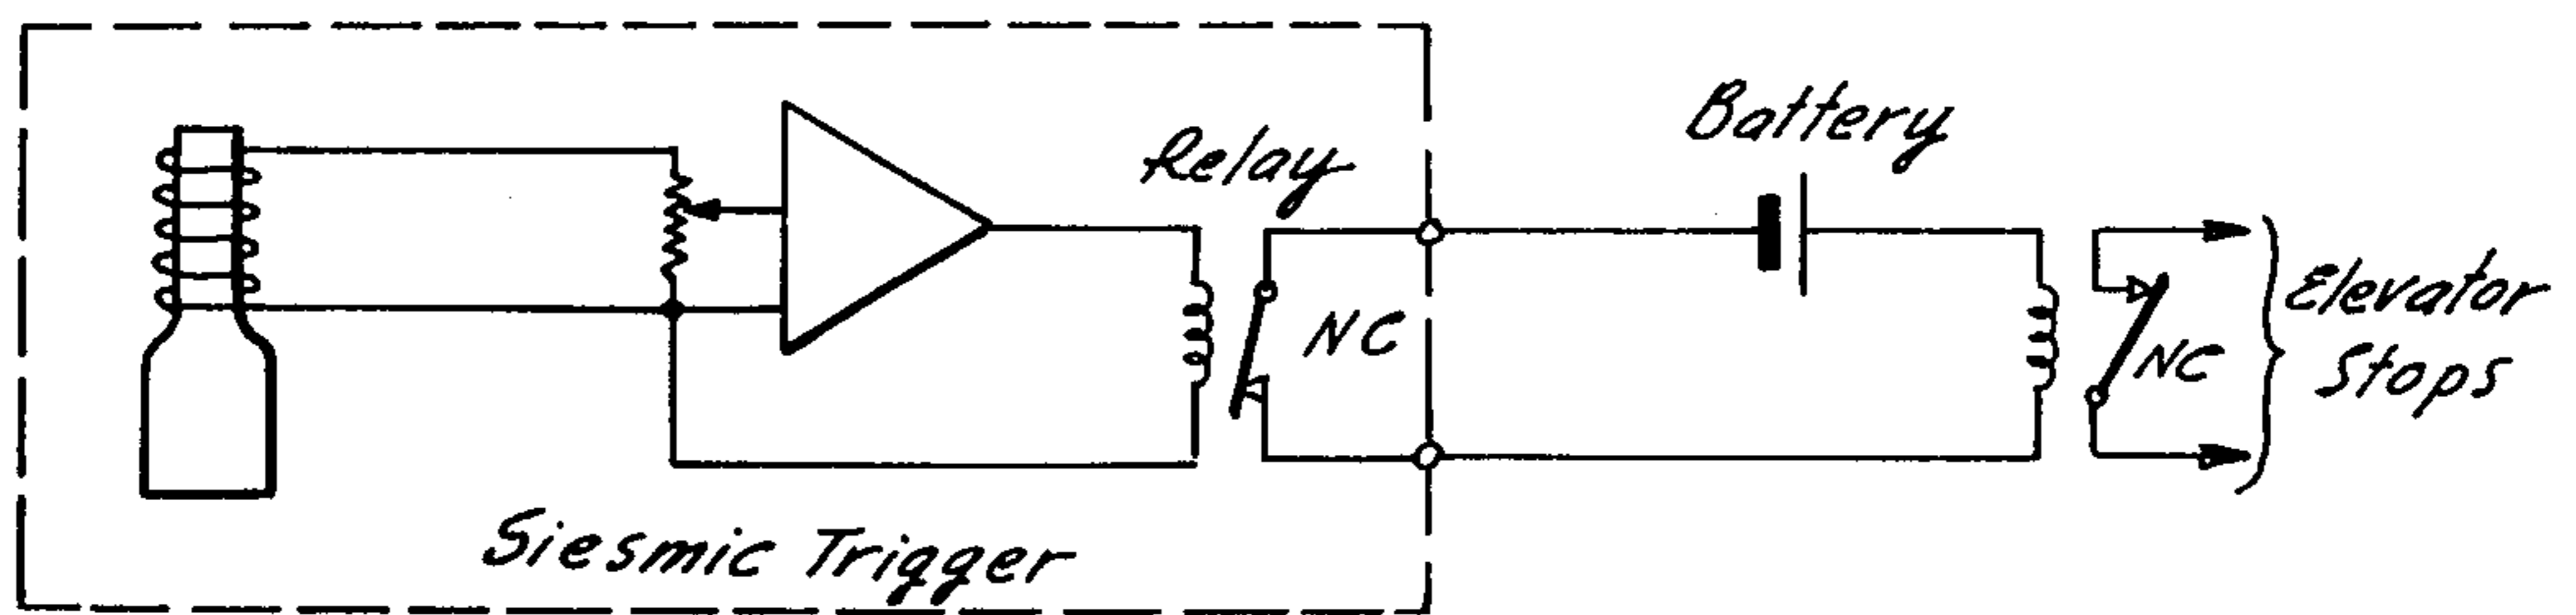 Battery
Relay
NC
NC
Elevator
Stops
Siesmic Trigger